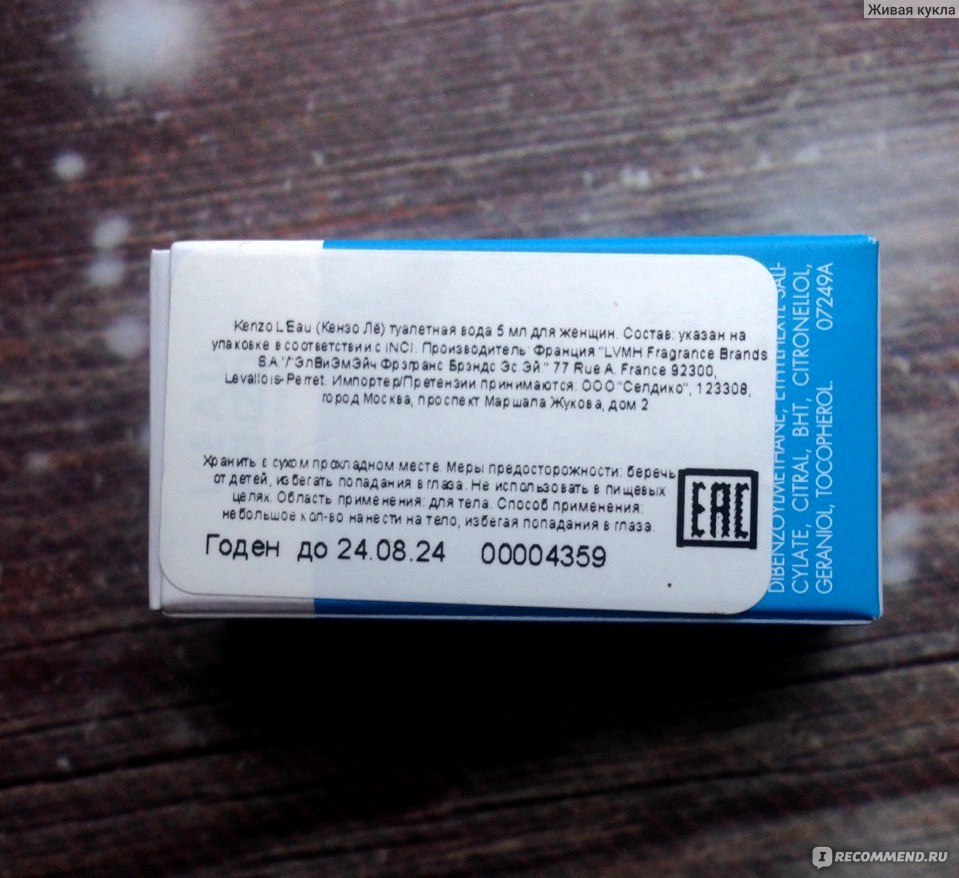 Живая кукла
Kenzo L'Eau (Кензо Лё) туалетная вода 5 мл для женщин. Состав: указан на
упаковке в соответствии с INCI. Производитель: Франция "LVMH Fragrance Brands
S.A."/"ЭлВиЭмЭйч Фрэгранс Брэндс Эс Эй." 77 Rue A. France 92300,
Levallois-Perret. Импортер/Претензии принимаются: ООО "Селдико", 123308,
город Москва, проспект Маршала Жукова, дом 2
Хранить в сухом прохладном месте. Меры предосторожности: беречь
от детей, избегать попадания в глаза. Не использовать в пищевых
целях. Область применения: для тела. Способ применения:
небольшое кол-во нанести на тело, избегая попадания в глаза.
EAC
Годен до 24.08.24 00004359
DIBENZOYLMETHANE, ETHYLHEXYL SALI-
CYLATE, CITRAL, BHT, CITRONELLOL,
GERANIOL, TOCOPHEROL. 07249A
IRECOMMEND.RU